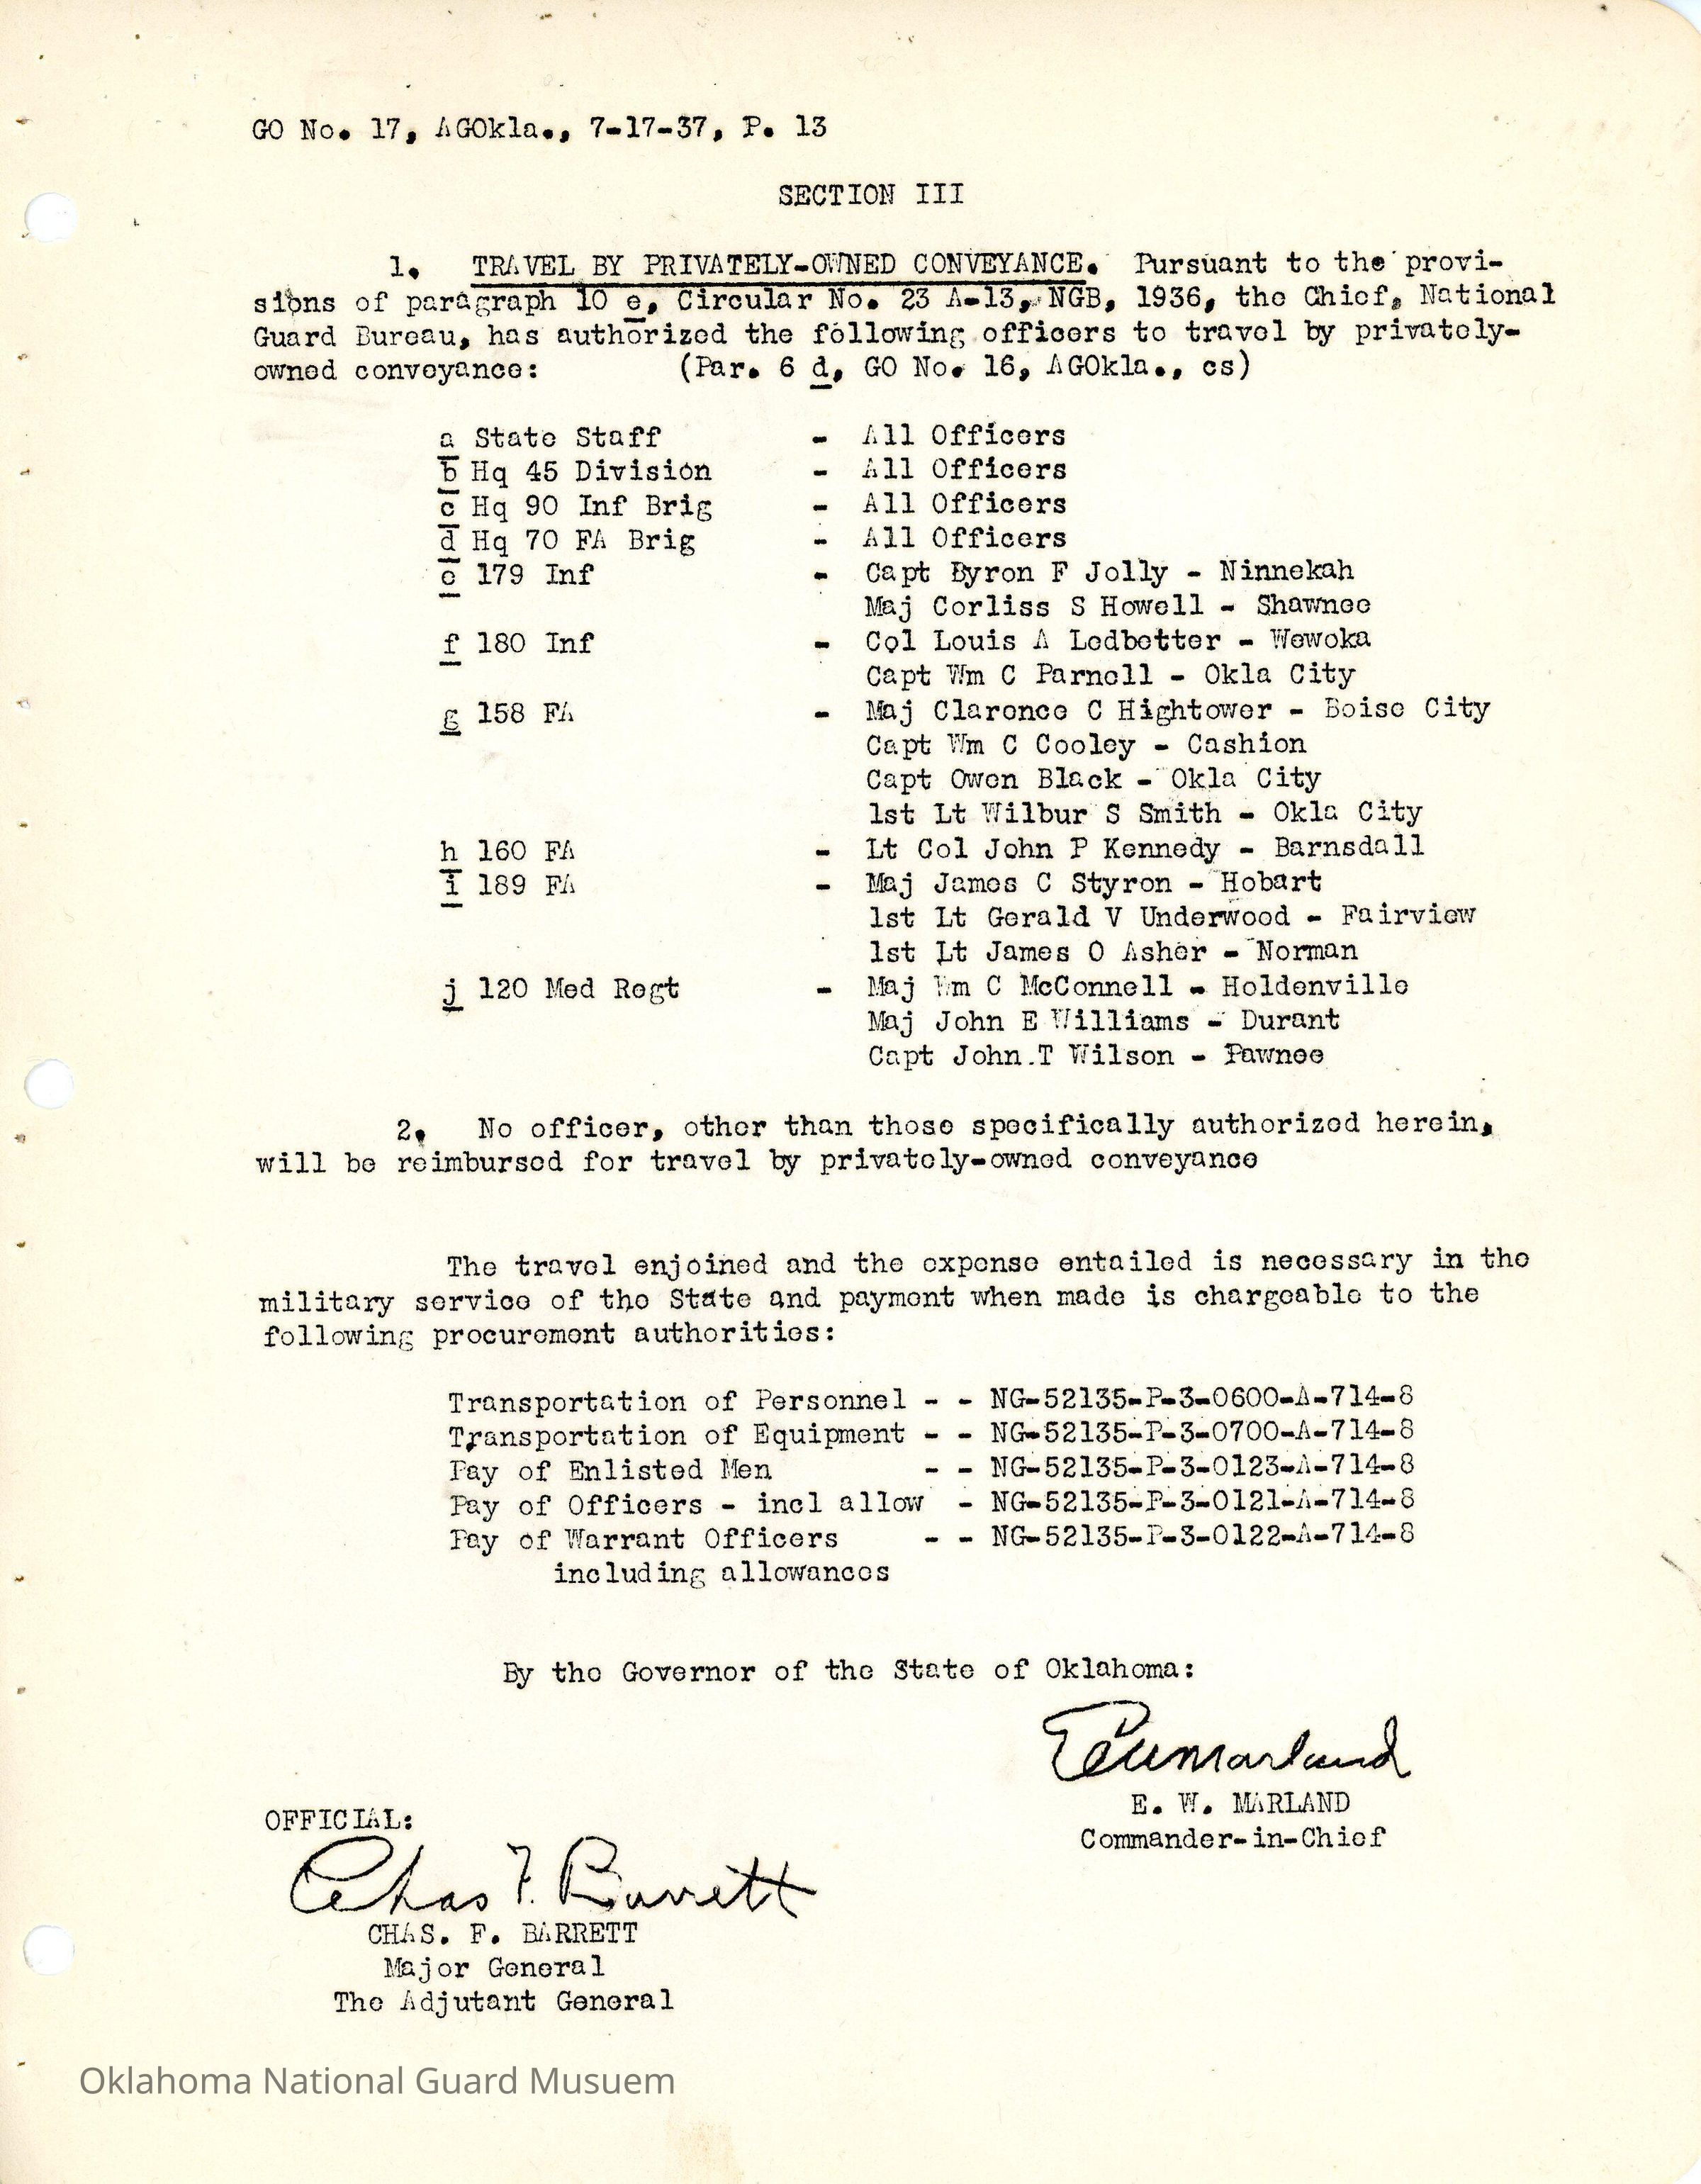 GO No. 17, AGOkla., 7-17-37, P. 13
SECTION III
1. TRAVEL BY PRIVATELY-OWNED CONVEYANCE. Pursuant to the provi-
sions of paragraph 10 e, Circular No. 23 A-13, NGB, 1936, the Chief, National
Guard Bureau, has authorized the following officers to travel by privately-
owned conveyance: (Par. 6 d, GO No. 16, AGOkla., cs)
a State Staff - All Officers
b Hq 45 Division - All Officers
c Hq 90 Inf Brig - All Officers
d Hq 70 FA Brig - All Officers
e 179 Inf - Capt Byron F Jolly - Ninnekah
Maj Corliss S Howell - Shawnee
f 180 Inf - Col Louis A Ledbetter - Wewoka
Capt Wm C Parnell - Okla City
g 158 FA - Maj Clarence C Hightower - Boise City
Capt Wm C Cooley - Cashion
Capt Owen Black - Okla City
1st Lt Wilbur S Smith - Okla City
h 160 FA - Lt Col John P Kennedy - Barnsdall
i 189 FA - Maj James C Styron - Hobart
1st Lt Gerald V Underwood - Fairview
1st Lt James O Asher - Norman
j 120 Med Regt - Maj Wm C McConnell - Holdenville
Maj John E Williams - Durant
Capt John T Wilson - Pawnee
2. No officer, other than those specifically authorized herein,
will be reimbursed for travel by privately-owned conveyance
The travel enjoined and the expense entailed is necessary in the
military service of the State and payment when made is chargeable to the
following procurement authorities:
Transportation of Personnel - - NG-52135-P-3-0600-A-714-8
Transportation of Equipment - - NG-52135-P-3-0700-A-714-8
Pay of Enlisted Men - - NG-52135-P-3-0123-A-714-8
Pay of Officers - incl allow - NG-52135-P-3-0121-A-714-8
Pay of Warrant Officers - - NG-52135-P-3-0122-A-714-8
including allowances
By the Governor of the State of Oklahoma:
E W Marland
E. W. MARLAND
Commander-in-Chief
OFFICIAL:
Chas F. Barrett
CHAS. F. BARRETT
Major General
The Adjutant General
Oklahoma National Guard Musuem